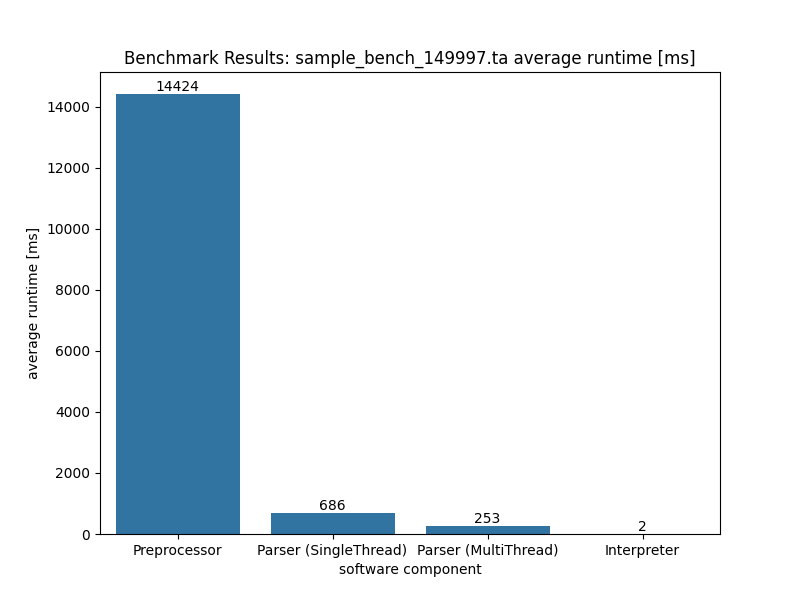 Benchmark Results: sample_bench_149997.ta average runtime [ms]
14424
14000
12000
10000
8000
6000
4000
2000
0
average runtime [ms]
686
253
2
Preprocessor
Parser (SingleThread)
Parser (MultiThread)
Interpreter
software component